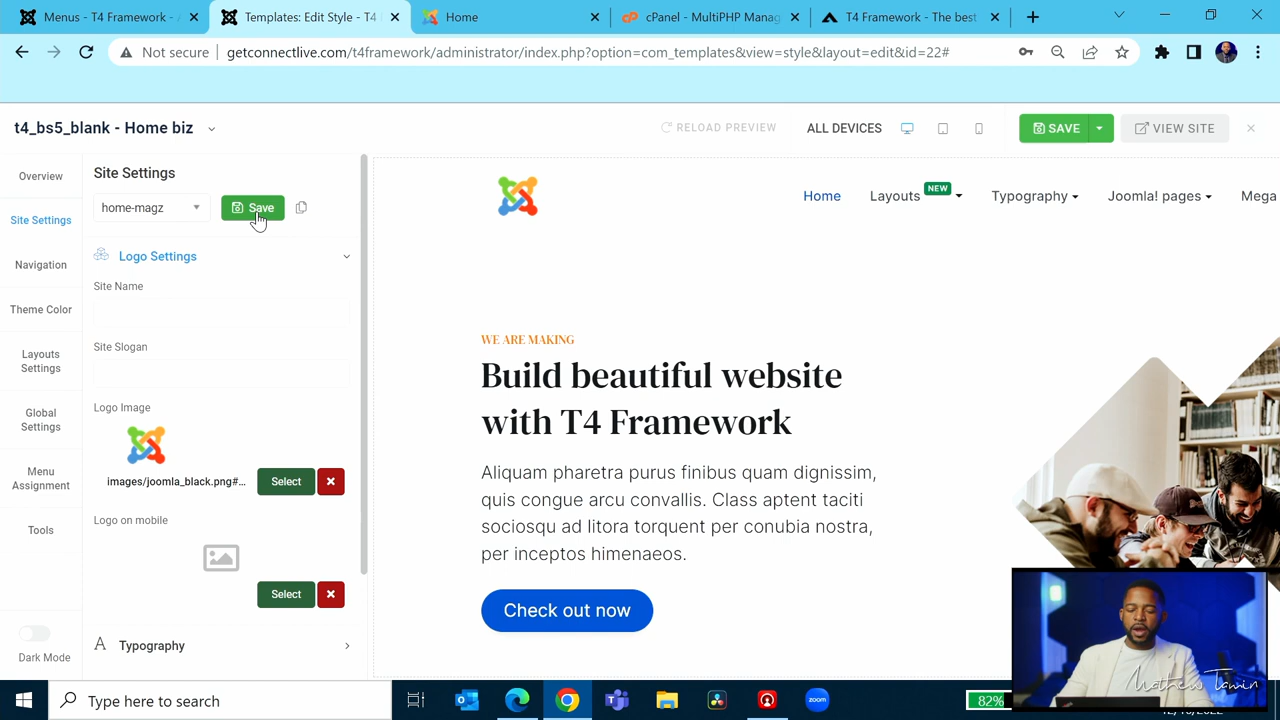 Menus - T4 Framework -
Templates: Edit Style - T4
Home
cPanel - MultiPHP Manag
T4 Framework - The best
Not secure
getconnectlive.com/t4framework/administrator/index.php?option=com_templates&view=style&layout=edit&id=22#
t4_bs5_blank - Home biz
RELOAD PREVIEW
ALL DEVICES
SAVE
VIEW SITE
Overview
Site Settings
Navigation
Theme Color
Layouts
Settings
Global
Settings
Menu
Assignment
Tools
Dark Mode
Site Settings
home-magz
Save
Logo Settings
Site Name
Site Slogan
Logo Image
images/joomla_black.png#...
Select
Logo on mobile
Select
Typography
Home
Layouts
NEW
Typography
Joomla! pages
Mega
WE ARE MAKING
Build beautiful website
with T4 Framework
Aliquam pharetra purus finibus quam dignissim,
quis congue arcu convallis. Class aptent taciti
sociosqu ad litora torquent per conubia nostra,
per inceptos himenaeos.
Check out now
Mathew Tamin
Type here to search
zoom
82%